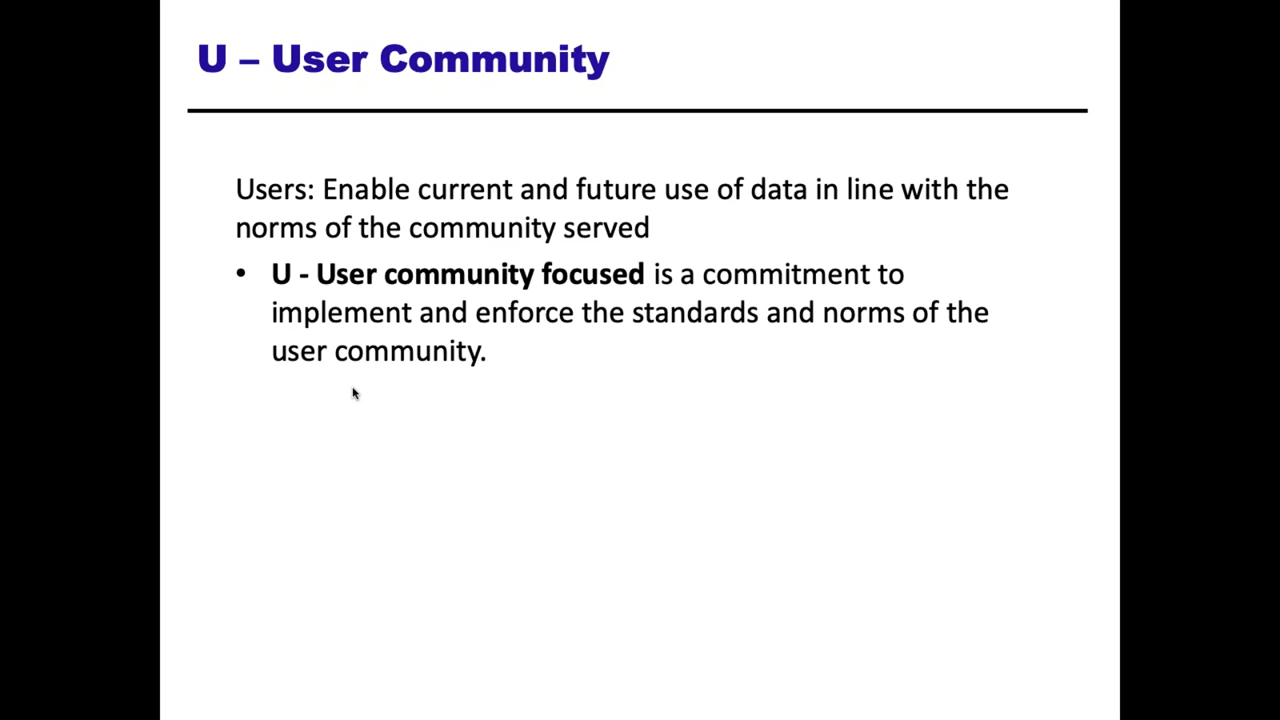 U – User Community
Users: Enable current and future use of data in line with the
norms of the community served
• U - User community focused is a commitment to
implement and enforce the standards and norms of the
user community.